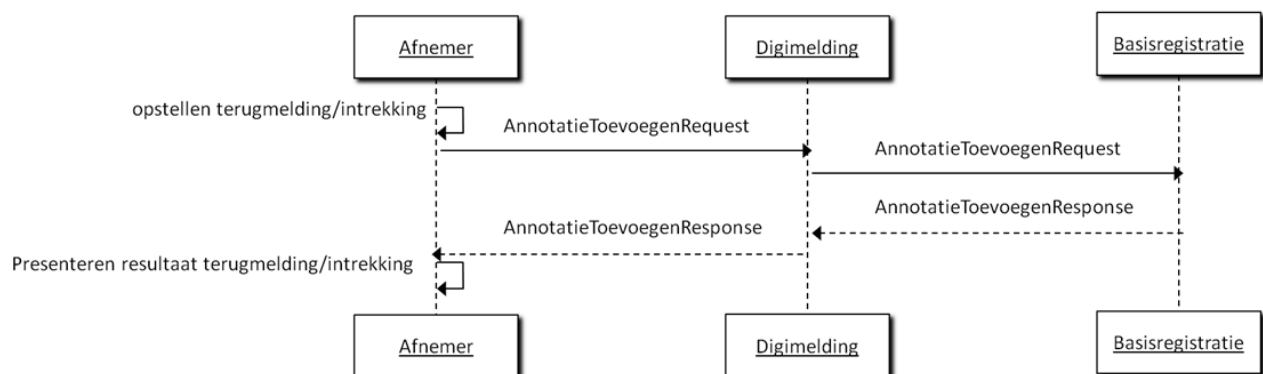 Afnemer
Digimelding
Basisregistratie
opstellen terugmelding/intrekking
AnnotatieToevoegenRequest
AnnotatieToevoegenRequest
AnnotatieToevoegenResponse
AnnotatieToevoegenResponse
Presenteren resultaat terugmelding/intrekking
Afnemer
Digimelding
Basisregistratie